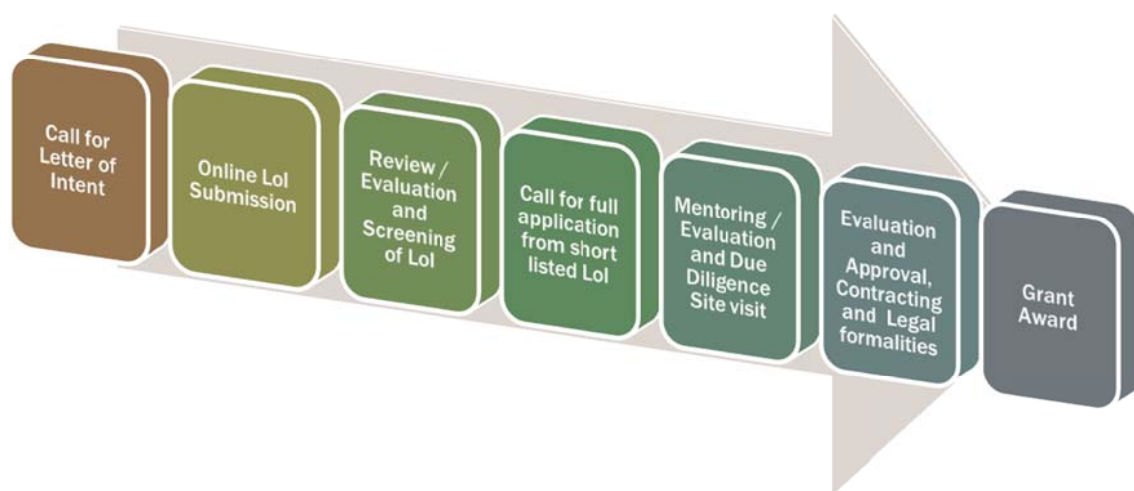 Call for
Letter of
Intent
Online LoI
Submission
Review /
Evaluation
and
Screening
of LoI
Call for full
application
from short
listed LoI
Mentoring /
Evaluation
and Due
Diligence
Site visit
Evaluation
and
Approval,
Contracting
and Legal
formalities
Grant
Award